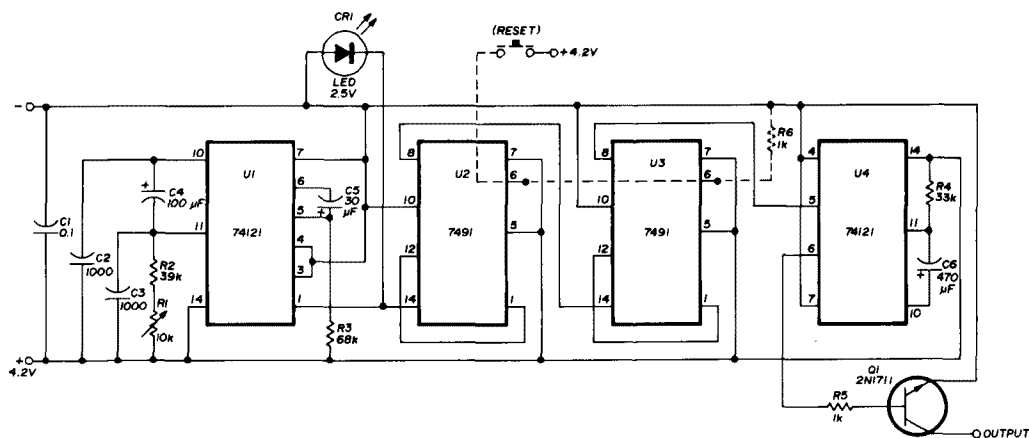 CR1
LED
2.5V
(RESET)
+4.2V
-
C1
0.1
C2
1000
C3
1000
C4
+
100 µF
R2
39K
R1
10K
+
4.2V
10
11
14
U1
74121
7
6
5
4
3
1
C5
30
+ µF
R3
68K
8
10
12
14
U2
7491
7
6
5
1
8
10
12
14
U3
7491
7
6
5
1
R6
1k
4
5
6
7
U4
74121
14
11
10
R4
33k
C6
+ 470
µF
R5
1k
Q1
2N1711
OUTPUT